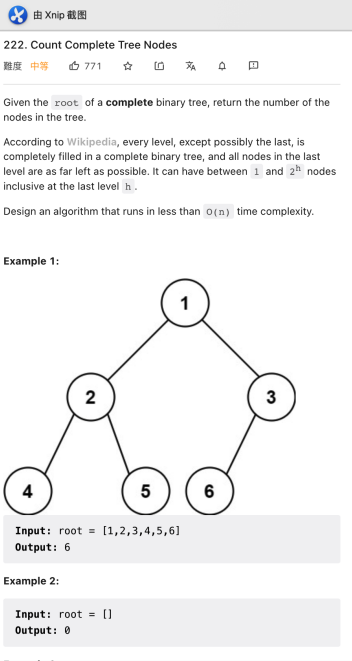 由 Xnip 截图
222. Count Complete Tree Nodes
难度 中等 771
Given the root of a complete binary tree, return the number of the
nodes in the tree.
According to Wikipedia, every level, except possibly the last, is
completely filled in a complete binary tree, and all nodes in the last
level are as far left as possible. It can have between 1 and 2^h nodes
inclusive at the last level h .
Design an algorithm that runs in less than O(n) time complexity.
Example 1:
1
2 3
4 5 6
Input: root = [1,2,3,4,5,6]
Output: 6
Example 2:
Input: root = []
Output: 0